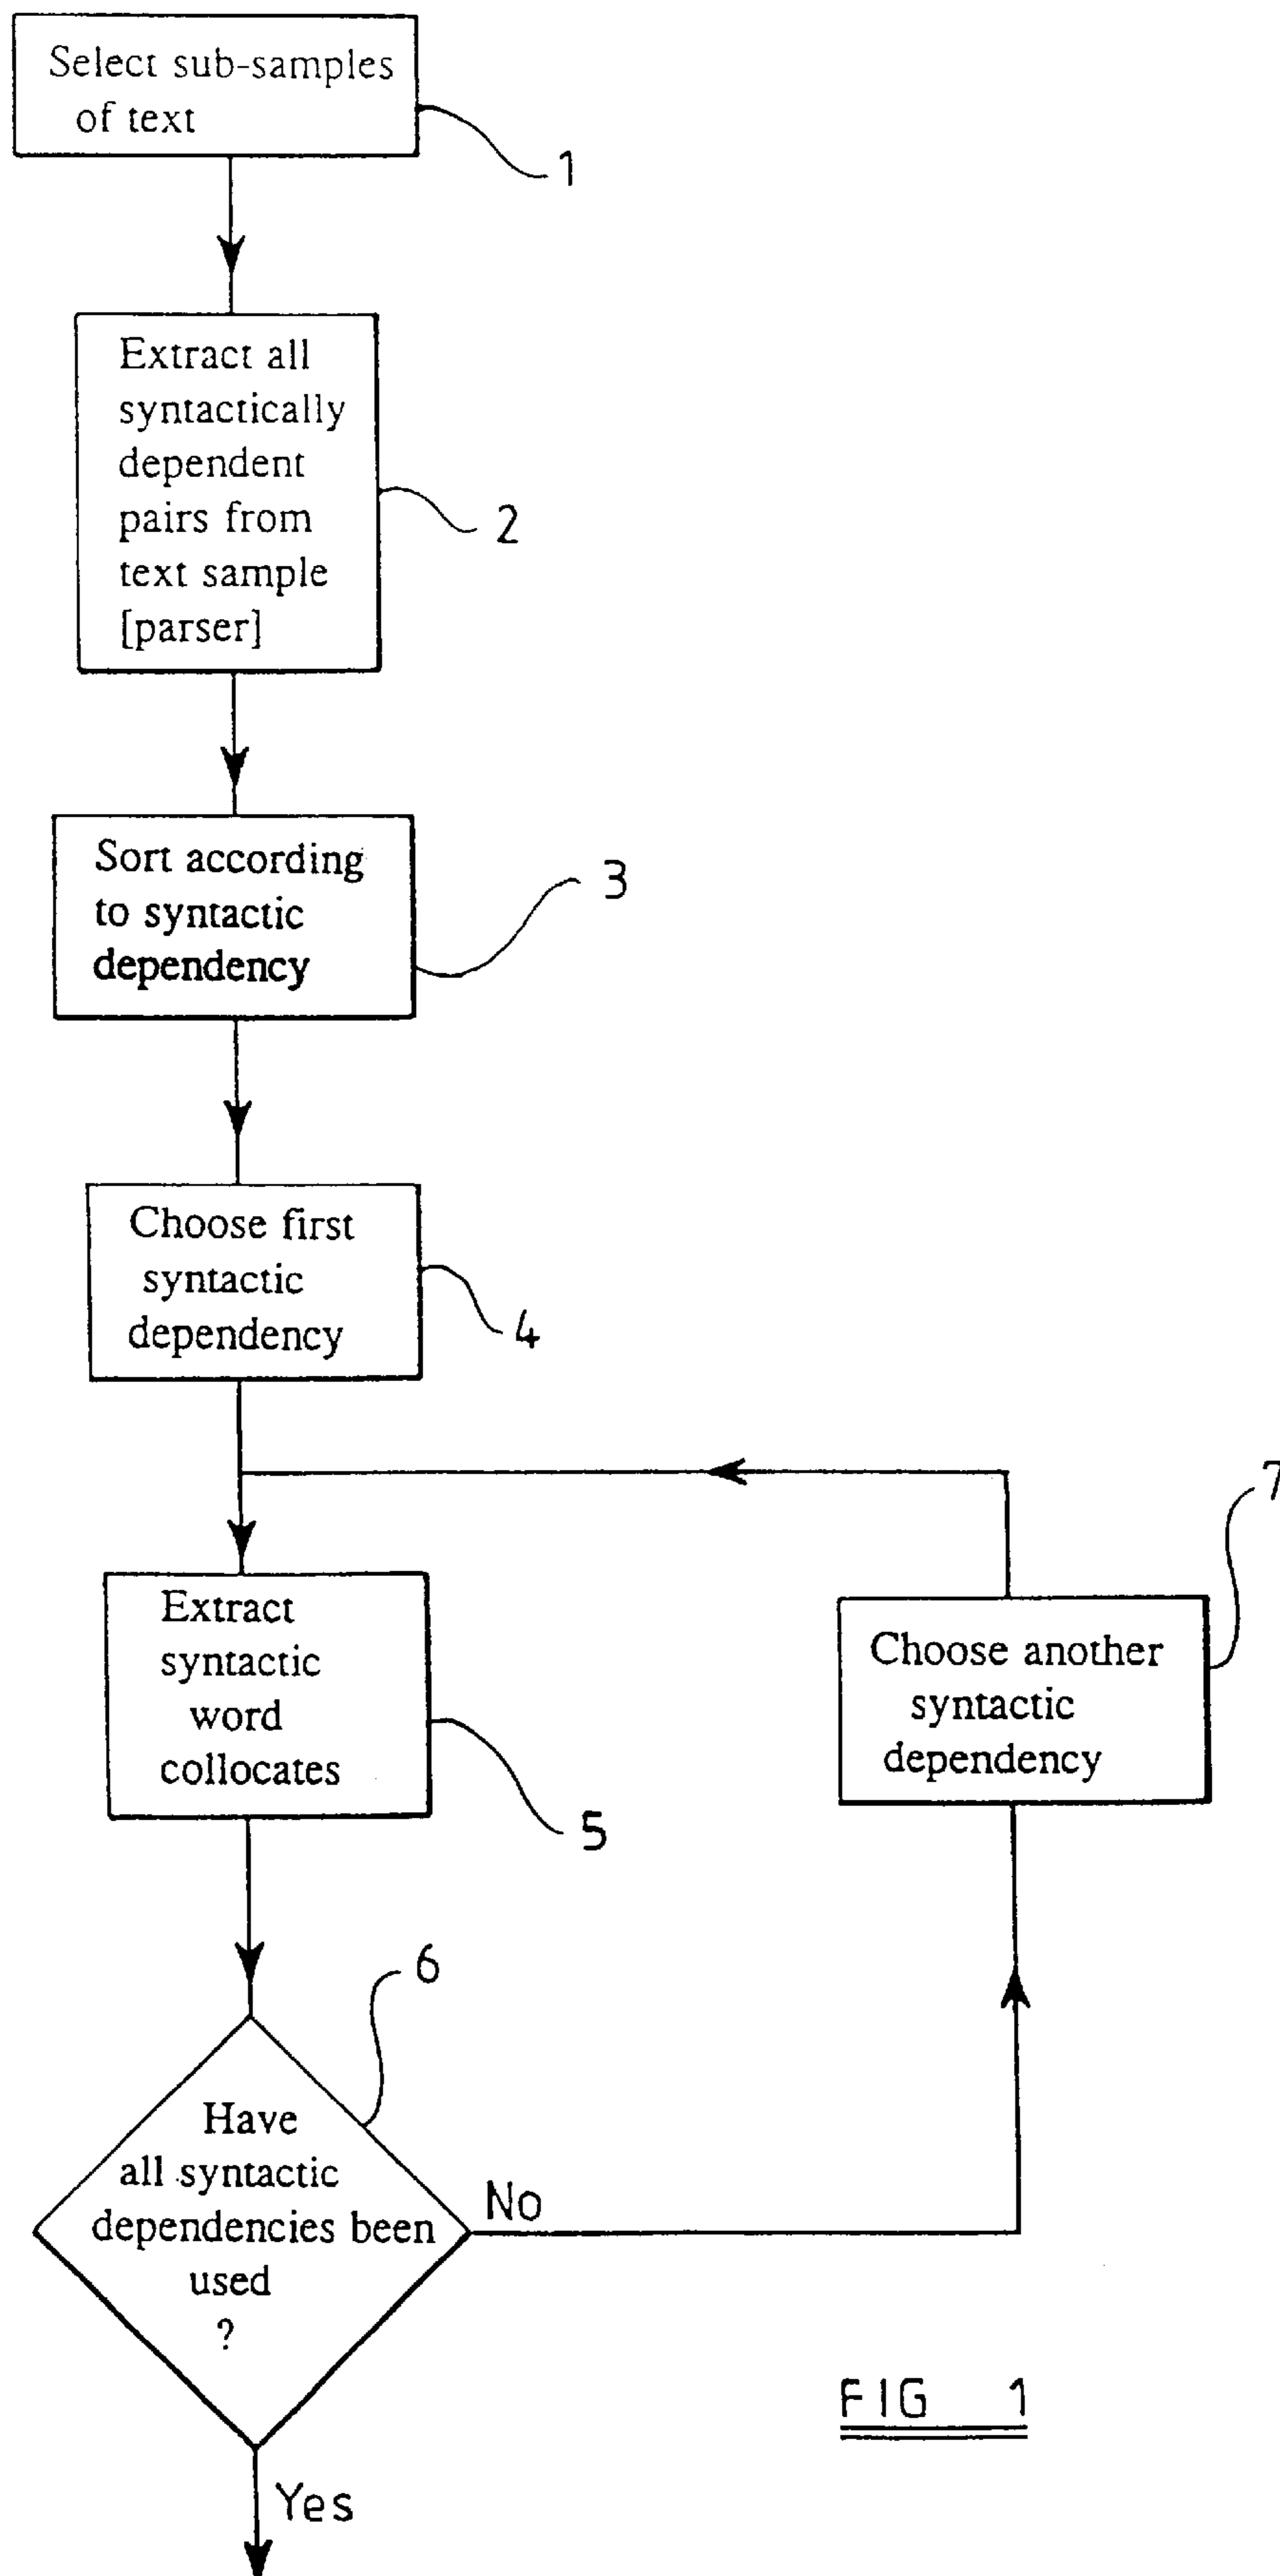 Select sub-samples
of text
1
Extract all
syntactically
dependent
pairs from
text sample
[parser]
2
Sort according
to syntactic
dependency
3
Choose first
syntactic
dependency
4
Extract
syntactic
word
collocates
5
Choose another
syntactic
dependency
7
6
Have
all syntactic
dependencies been
used
?
No
Yes
FIG 1